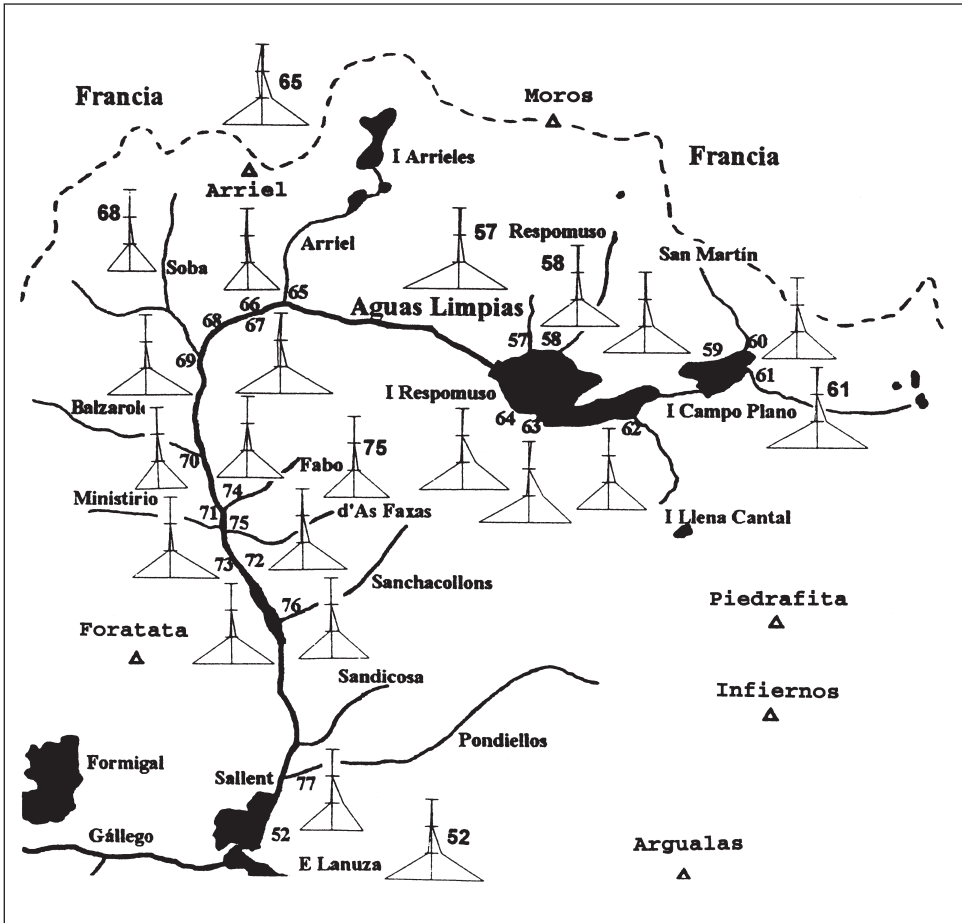 65
Francia
Moros
Francia
I Arrieles
Arriel
68
57
Respomuso
Arriel
San Martín
58
Soba
65
66
Aguas Limpias
67
68
57
58
59
60
69
61
61
I Respomuso
I Campo Plano
Balzarole
64
63
62
75
70
Fabo
74
Ministirio
71
d'As Faxas
75
I Llena Cantal
73
72
Sanchacollons
76
Piedrafita
Foratata
Sandicosa
Infiernos
Pondiellos
Formigal
Sallent
77
52
52
Gállego
E Lanuza
Argualas